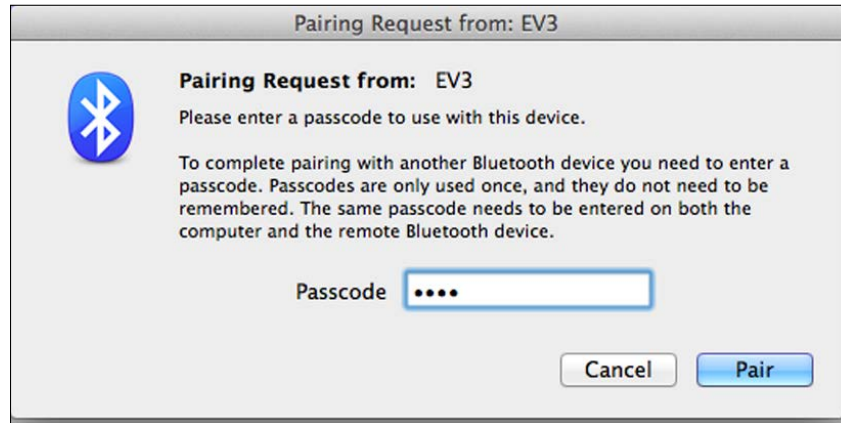 Pairing Request from: EV3
Pairing Request from: EV3
Please enter a passcode to use with this device.
To complete pairing with another Bluetooth device you need to enter a
passcode. Passcodes are only used once, and they do not need to be
remembered. The same passcode needs to be entered on both the
computer and the remote Bluetooth device.
Passcode ••••
Cancel Pair